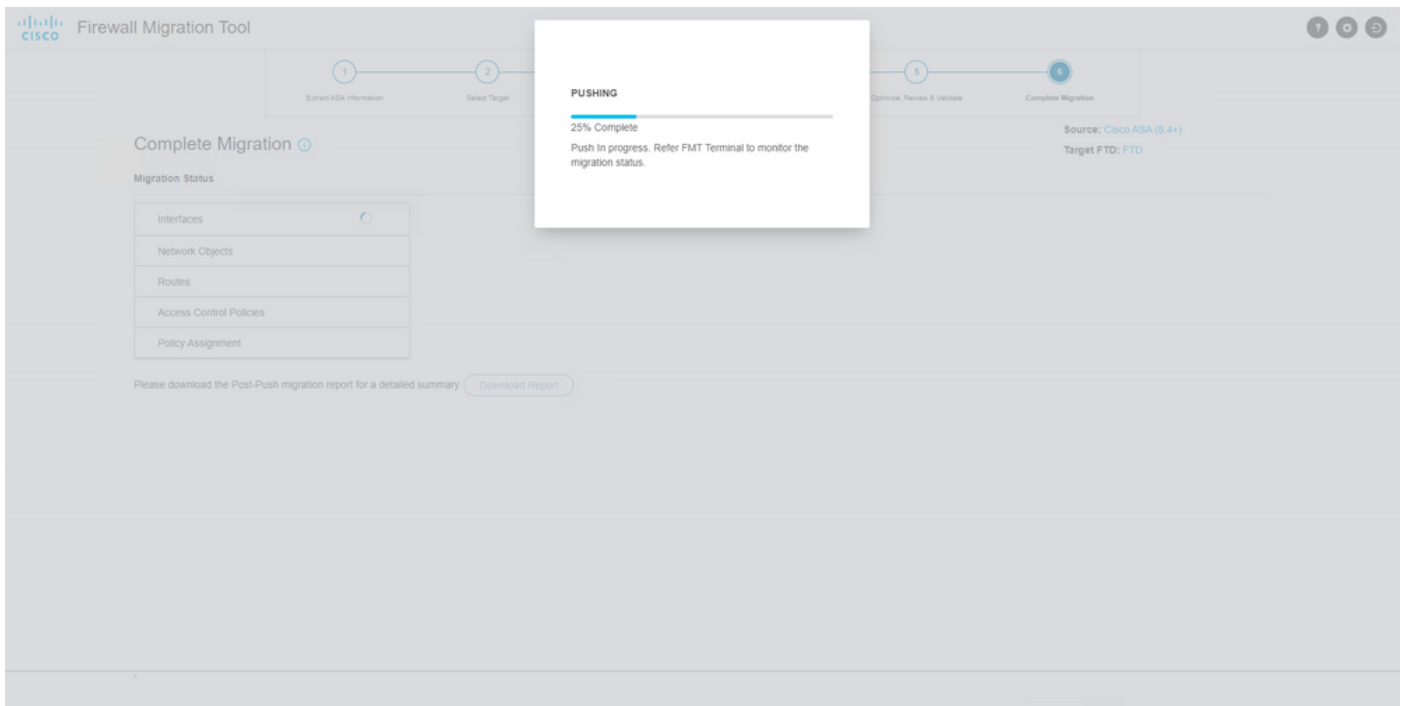 CISCO
Firewall Migration Tool
?
1
2
5
6
Extract ASA Information
Select Target
Optimize, Review & Validate
Complete Migration
PUSHING
25% Complete
Push In progress. Refer FMT Terminal to monitor the
migration status.
Source: Cisco ASA (8.4+)
Target FTD: FTD
Complete Migration
Migration Status
Interfaces
Network Objects
Routes
Access Control Policies
Policy Assignment
Please download the Post-Push migration report for a detailed summary. Download Report